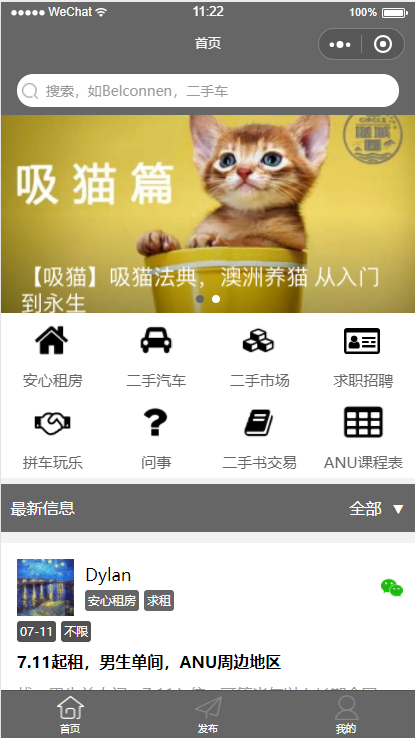 ●●●●● WeChat 11:22 100%
首页
搜索，如Belconnen，二手车
CIRCLE
吸猫篇
【吸猫】吸猫法典，澳洲养猫 从入门
到永生
安心租房 二手汽车 二手市场 求职招聘
拼车玩乐 问事 二手书交易 ANU课程表
最新信息 全部 ▼
Dylan
安心租房 求租
07-11 不限
7.11起租，男生单间，ANU周边地区
首页 发布 我的